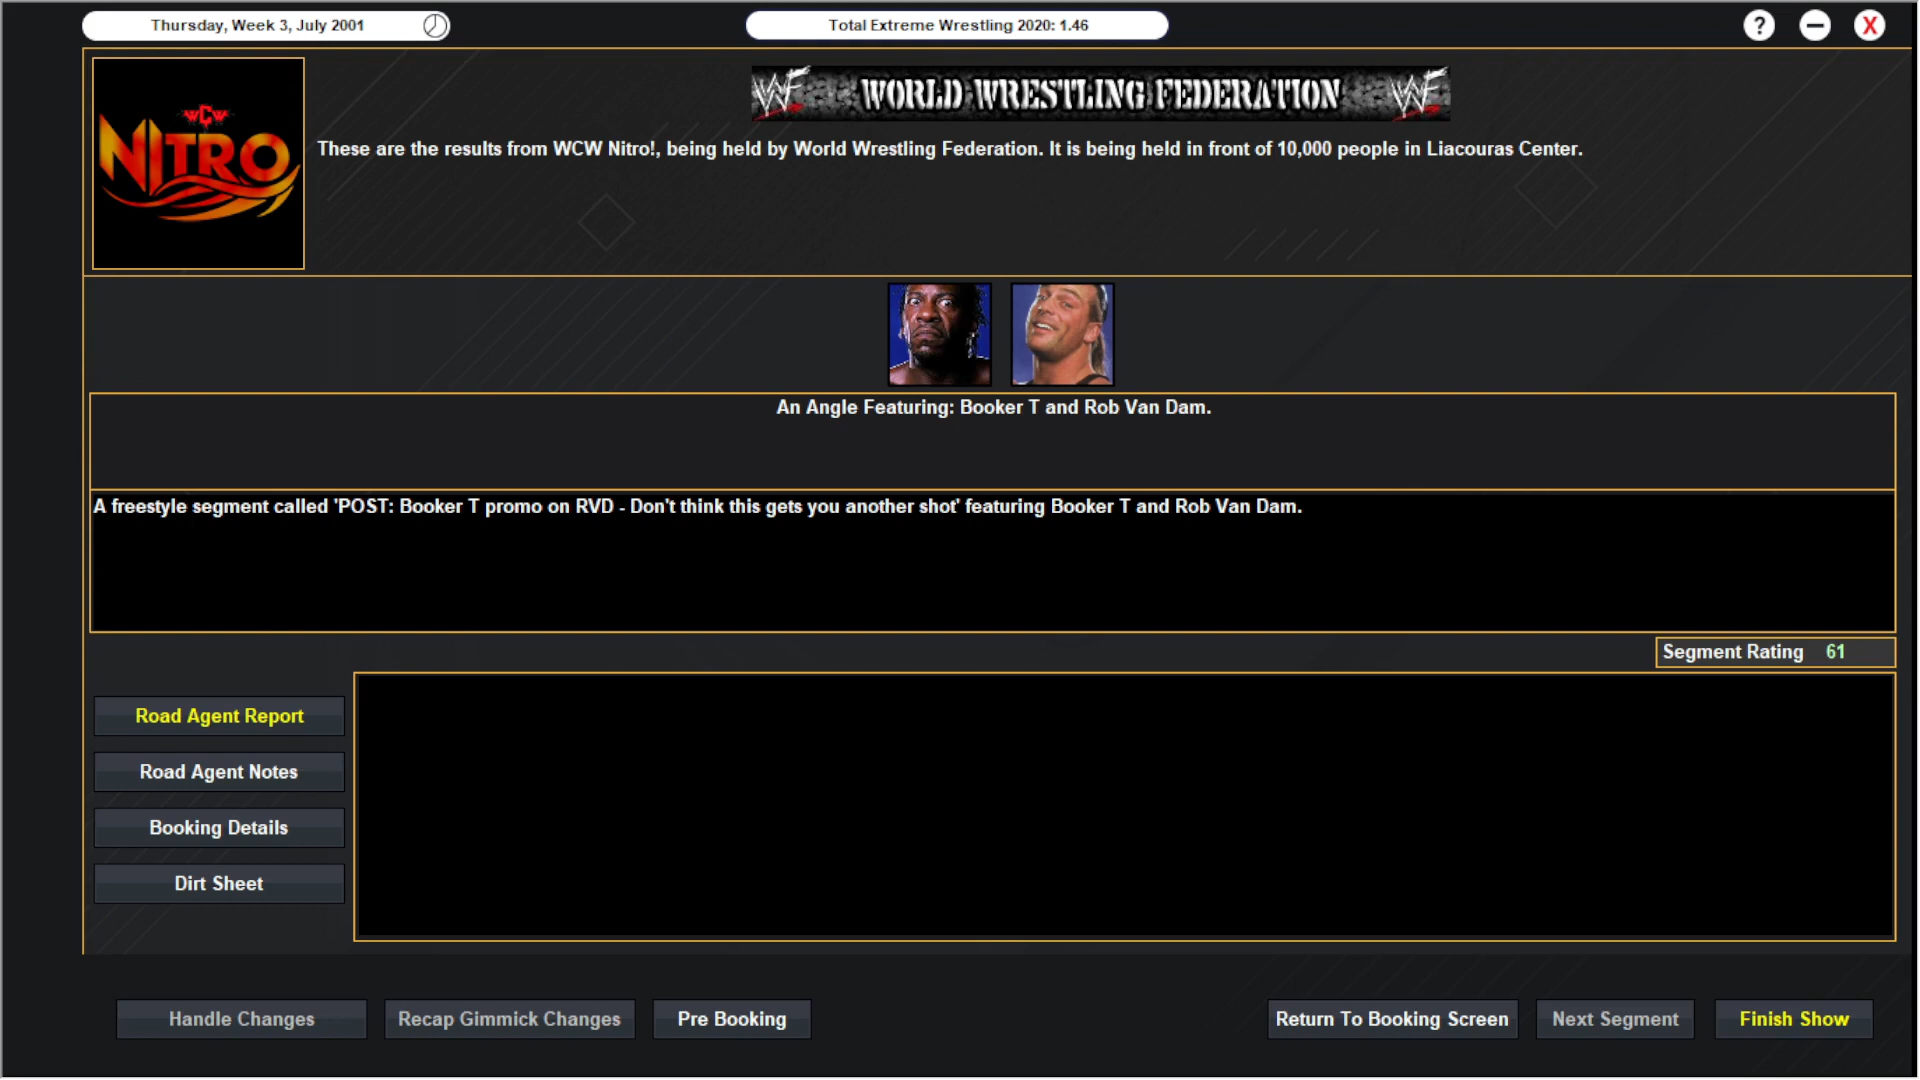 Thursday, Week 3, July 2001
Total Extreme Wrestling 2020: 1.46
?
X
WCW
NITRO
WF WORLD WRESTLING FEDERATION WF
These are the results from WCW Nitro!, being held by World Wrestling Federation. It is being held in front of 10,000 people in Liacouras Center.
An Angle Featuring: Booker T and Rob Van Dam.
A freestyle segment called 'POST: Booker T promo on RVD - Don't think this gets you another shot' featuring Booker T and Rob Van Dam.
Segment Rating 61
Road Agent Report
Road Agent Notes
Booking Details
Dirt Sheet
Handle Changes
Recap Gimmick Changes
Pre Booking
Return To Booking Screen
Next Segment
Finish Show